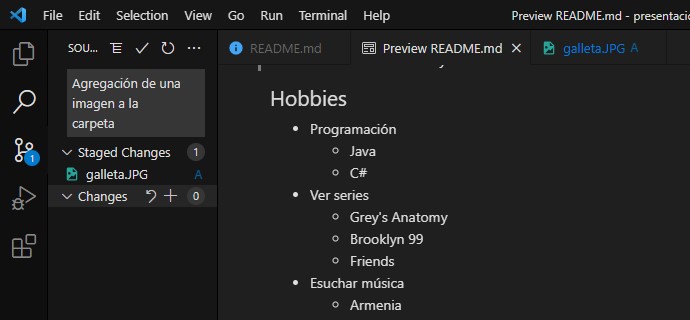 File Edit Selection View Go Run Terminal Help Preview README.md - presentacio
SOU...
README.md Preview README.md galleta.JPG A
Agregación de una
imagen a la
carpeta
Staged Changes 1
galleta.JPG A
Changes 0
1
Hobbies
Programación
Java
C#
Ver series
Grey's Anatomy
Brooklyn 99
Friends
Esuchar música
Armenia